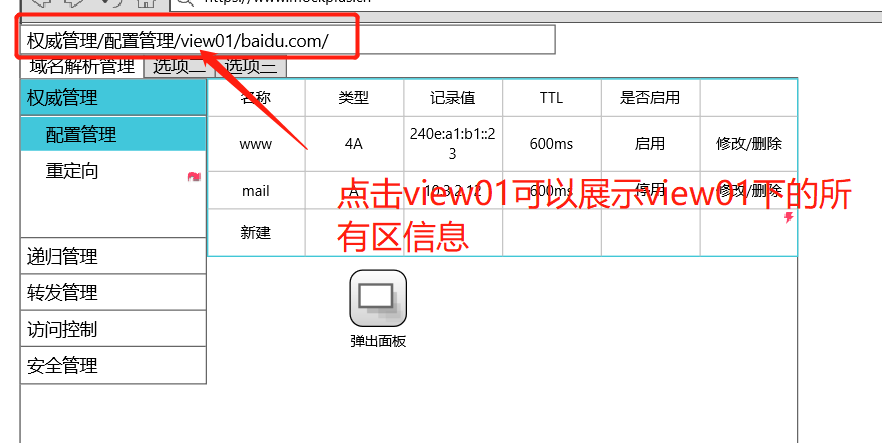 https://www.mockplus.cn
权威管理/配置管理/view01/baidu.com/
域名解析管理 选项二 选项三
权威管理
配置管理
重定向
递归管理
转发管理
访问控制
安全管理
名称 类型 记录值 TTL 是否启用
www 4A 240e:a1:b1::23 600ms 启用 修改/删除
mail A 10.3.2.12 600ms 停用 修改/删除
新建
点击view01可以展示view01下的所
有区信息
弹出面板